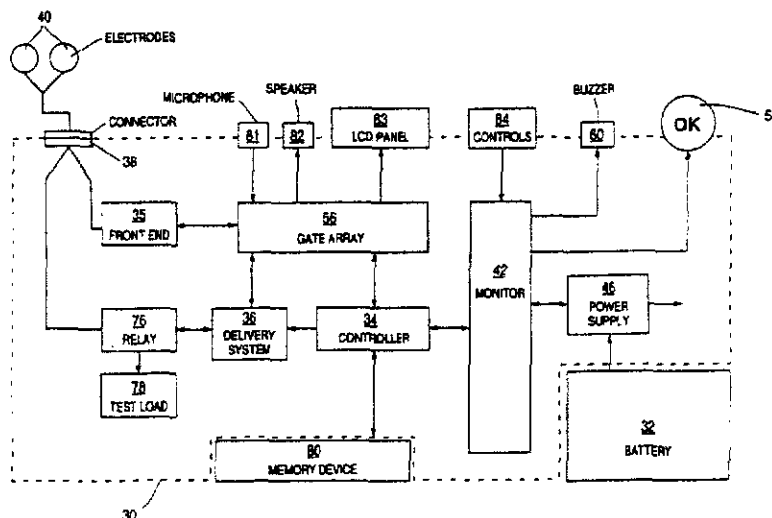 40
ELECTRODES
MICROPHONE
SPEAKER
BUZZER
5
CONNECTOR
38
81
82
83
LCD PANEL
84
CONTROLS
60
OK
35
FRONT END
56
GATE ARRAY
42
MONITOR
46
POWER
SUPPLY
76
RELAY
36
DELIVERY
SYSTEM
34
CONTROLLER
78
TEST LOAD
32
BATTERY
80
MEMORY DEVICE
30